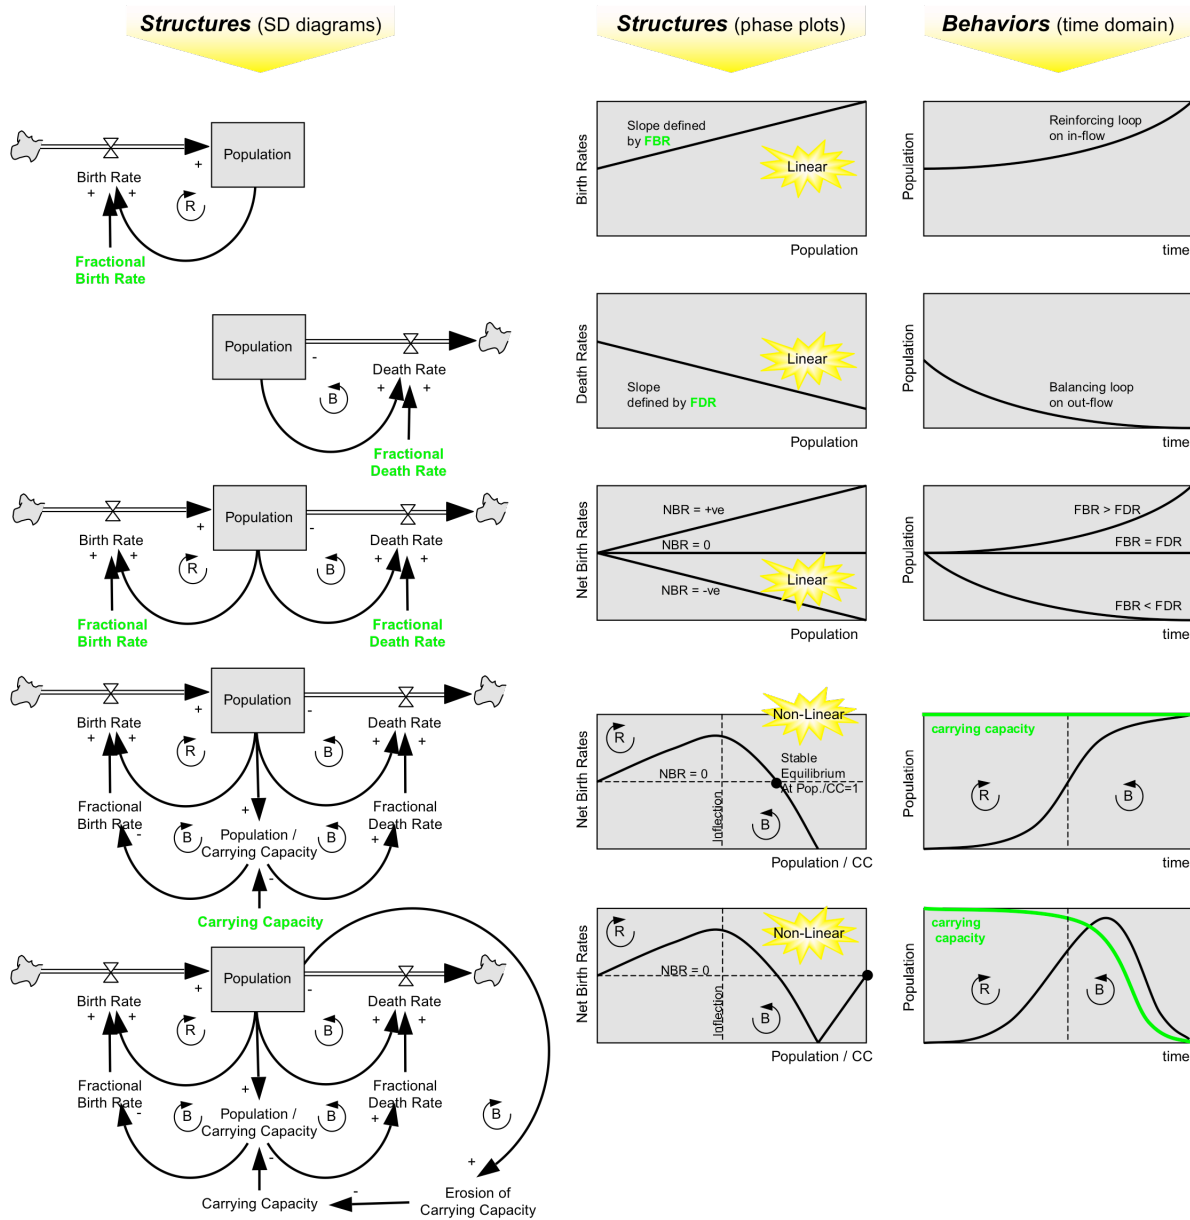 Structures (SD diagrams)
Structures (phase plots)
Behaviors (time domain)
Population
Birth Rate
+
+
+
R
Fractional
Birth Rate
Birth Rates
Slope defined
by FBR
Linear
Population
Population
Reinforcing loop
on in-flow
time
Population
-
Death Rate
+
+
B
Fractional
Death Rate
Death Rates
Linear
Slope
defined by FDR
Population
Population
Balancing loop
on out-flow
time
Population
+
-
Birth Rate
Death Rate
+
+
+
+
R
B
Fractional
Birth Rate
Fractional
Death Rate
Net Birth Rates
NBR = +ve
NBR = 0
NBR = -ve
Linear
Population
Population
FBR > FDR
FBR = FDR
FBR < FDR
time
Population
+
-
Birth Rate
Death Rate
+
+
+
+
R
B
Fractional
Birth Rate
Fractional
Death Rate
+
-
B
B
+
Population /
Carrying Capacity
-
Carrying Capacity
Net Birth Rates
R
Non-Linear
NBR = 0
Stable
Equilibrium
At Pop./CC=1
Inflection
B
Population / CC
Population
carrying capacity
R
B
time
Population
+
-
Birth Rate
Death Rate
+
+
+
+
R
B
Fractional
Birth Rate
Fractional
Death Rate
+
-
B
B
+
B
Population /
Carrying Capacity
-
+
Carrying Capacity
-
Erosion of
Carrying Capacity
Net Birth Rates
R
Non-Linear
NBR = 0
Inflection
B
Population / CC
Population
carrying
capacity
R
B
time